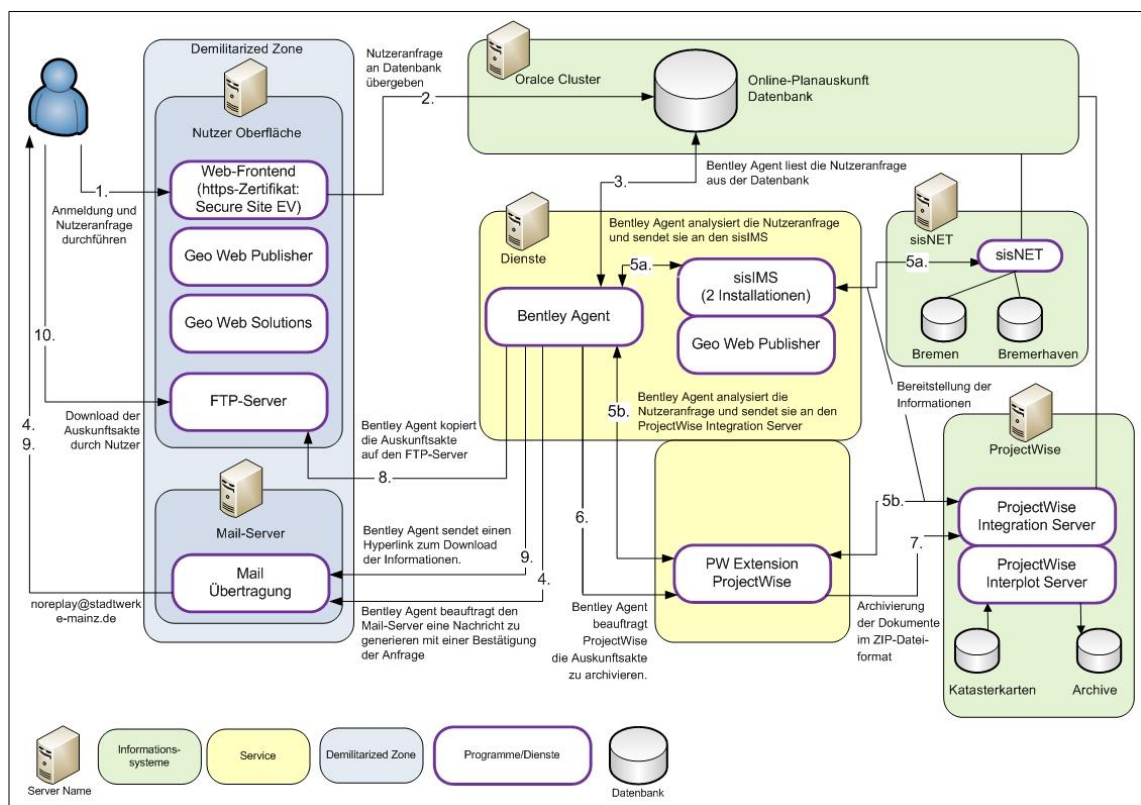 Demilitarized Zone
Nutzer Oberfläche
Web-Frontend
(https-Zertifikat:
Secure Site EV)
Geo Web Publisher
Geo Web Solutions
FTP-Server
Mail-Server
Mail
Übertragung
1.
Anmeldung und
Nutzeranfrage
durchführen
10.
Download der
Auskunftsakte
durch Nutzer
4.
9.
noreplay@stadtwerk
e-mainz.de
Nutzeranfrage
an Datenbank
übergeben
2.
Oralce Cluster
Online-Planauskunft
Datenbank
3.
Bentley Agent liest die Nutzeranfrage
aus der Datenbank
Dienste
Bentley Agent analysiert die Nutzeranfrage
und sendet sie an den sisIMS
5a.
sisIMS
(2 Installationen)
Bentley Agent
Geo Web Publisher
5b.
Bentley Agent analysiert die
Nutzeranfrage und sendet sie an den
ProjectWise Integration Server
sisNET
5a.
sisNET
Bremen
Bremerhaven
Bereitstellung der
Informationen
Bentley Agent kopiert
die Auskunftsakte
auf den FTP-Server
8.
6.
Bentley Agent sendet einen
Hyperlink zum Download
der Informationen.
9.
4.
Bentley Agent beauftragt den
Mail-Server eine Nachricht zu
generieren mit einer Bestätigung
der Anfrage
Bentley Agent
beauftragt
ProjectWise
die Auskunftsakte
zu archivieren.
PW Extension
ProjectWise
5b.
7.
Archivierung
der Dokumente
im ZIP-Datei-
format
ProjectWise
ProjectWise
Integration Server
ProjectWise
Interplot Server
Katasterkarten
Archive
Server Name
Informations-
systeme
Service
Demilitarized Zone
Programme/Dienste
Datenbank